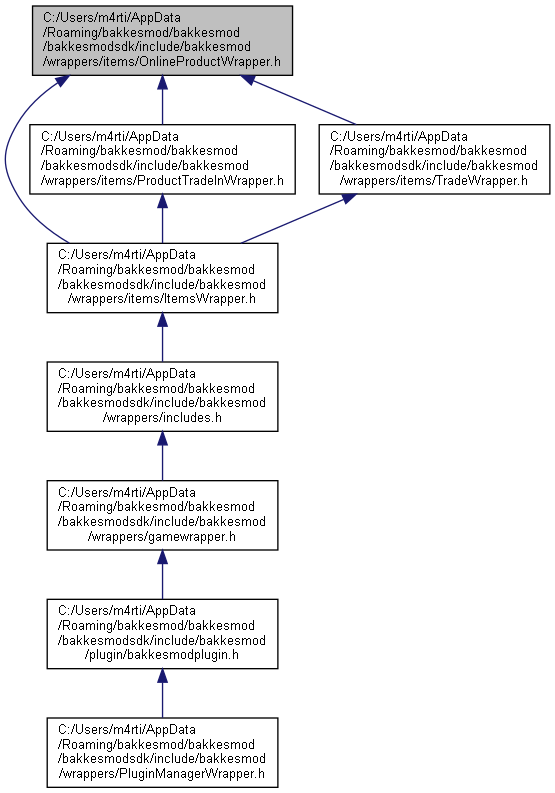 C:/Users/m4rti/AppData
/Roaming/bakkesmod/bakkesmod
/bakkesmodsdk/include/bakkesmod
/wrappers/items/OnlineProductWrapper.h
C:/Users/m4rti/AppData
/Roaming/bakkesmod/bakkesmod
/bakkesmodsdk/include/bakkesmod
/wrappers/items/ProductTradeInWrapper.h
C:/Users/m4rti/AppData
/Roaming/bakkesmod/bakkesmod
/bakkesmodsdk/include/bakkesmod
/wrappers/items/TradeWrapper.h
C:/Users/m4rti/AppData
/Roaming/bakkesmod/bakkesmod
/bakkesmodsdk/include/bakkesmod
/wrappers/items/ItemsWrapper.h
C:/Users/m4rti/AppData
/Roaming/bakkesmod/bakkesmod
/bakkesmodsdk/include/bakkesmod
/wrappers/includes.h
C:/Users/m4rti/AppData
/Roaming/bakkesmod/bakkesmod
/bakkesmodsdk/include/bakkesmod
/wrappers/gamewrapper.h
C:/Users/m4rti/AppData
/Roaming/bakkesmod/bakkesmod
/bakkesmodsdk/include/bakkesmod
/plugin/bakkesmodplugin.h
C:/Users/m4rti/AppData
/Roaming/bakkesmod/bakkesmod
/bakkesmodsdk/include/bakkesmod
/wrappers/PluginManagerWrapper.h